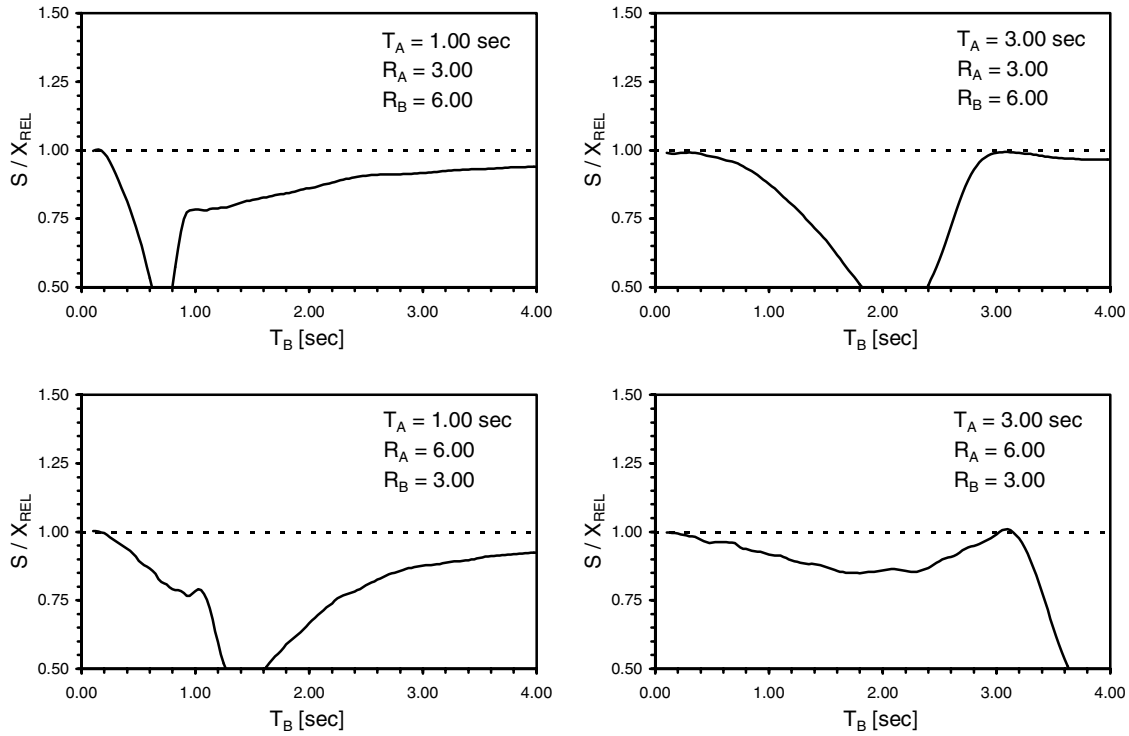 1.50
1.25
1.00
0.75
0.50
S / X_REL
T_A = 1.00 sec
R_A = 3.00
R_B = 6.00
0.00 1.00 2.00 3.00 4.00
T_B [sec]
1.50
1.25
1.00
0.75
0.50
S / X_REL
T_A = 3.00 sec
R_A = 3.00
R_B = 6.00
0.00 1.00 2.00 3.00 4.00
T_B [sec]
1.50
1.25
1.00
0.75
0.50
S / X_REL
T_A = 1.00 sec
R_A = 6.00
R_B = 3.00
0.00 1.00 2.00 3.00 4.00
T_B [sec]
1.50
1.25
1.00
0.75
0.50
S / X_REL
T_A = 3.00 sec
R_A = 6.00
R_B = 3.00
0.00 1.00 2.00 3.00 4.00
T_B [sec]